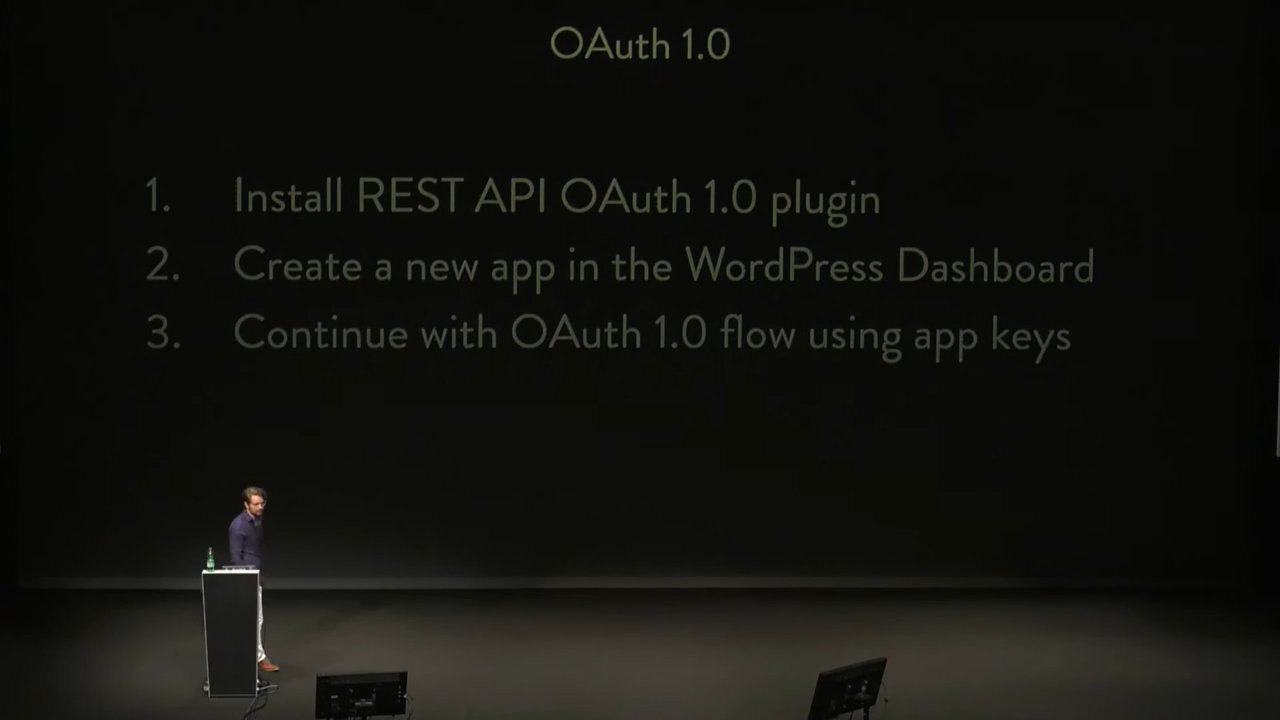 OAuth 1.0
1. Install REST API OAuth 1.0 plugin
2. Create a new app in the WordPress Dashboard
3. Continue with OAuth 1.0 flow using app keys